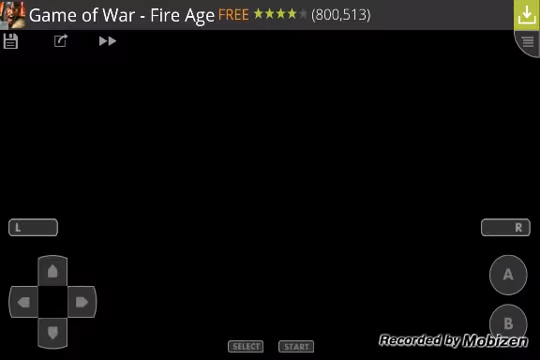 Game of War - Fire Age FREE (800,513)
L
R
A
B
SELECT START
Recorded by Mobizen